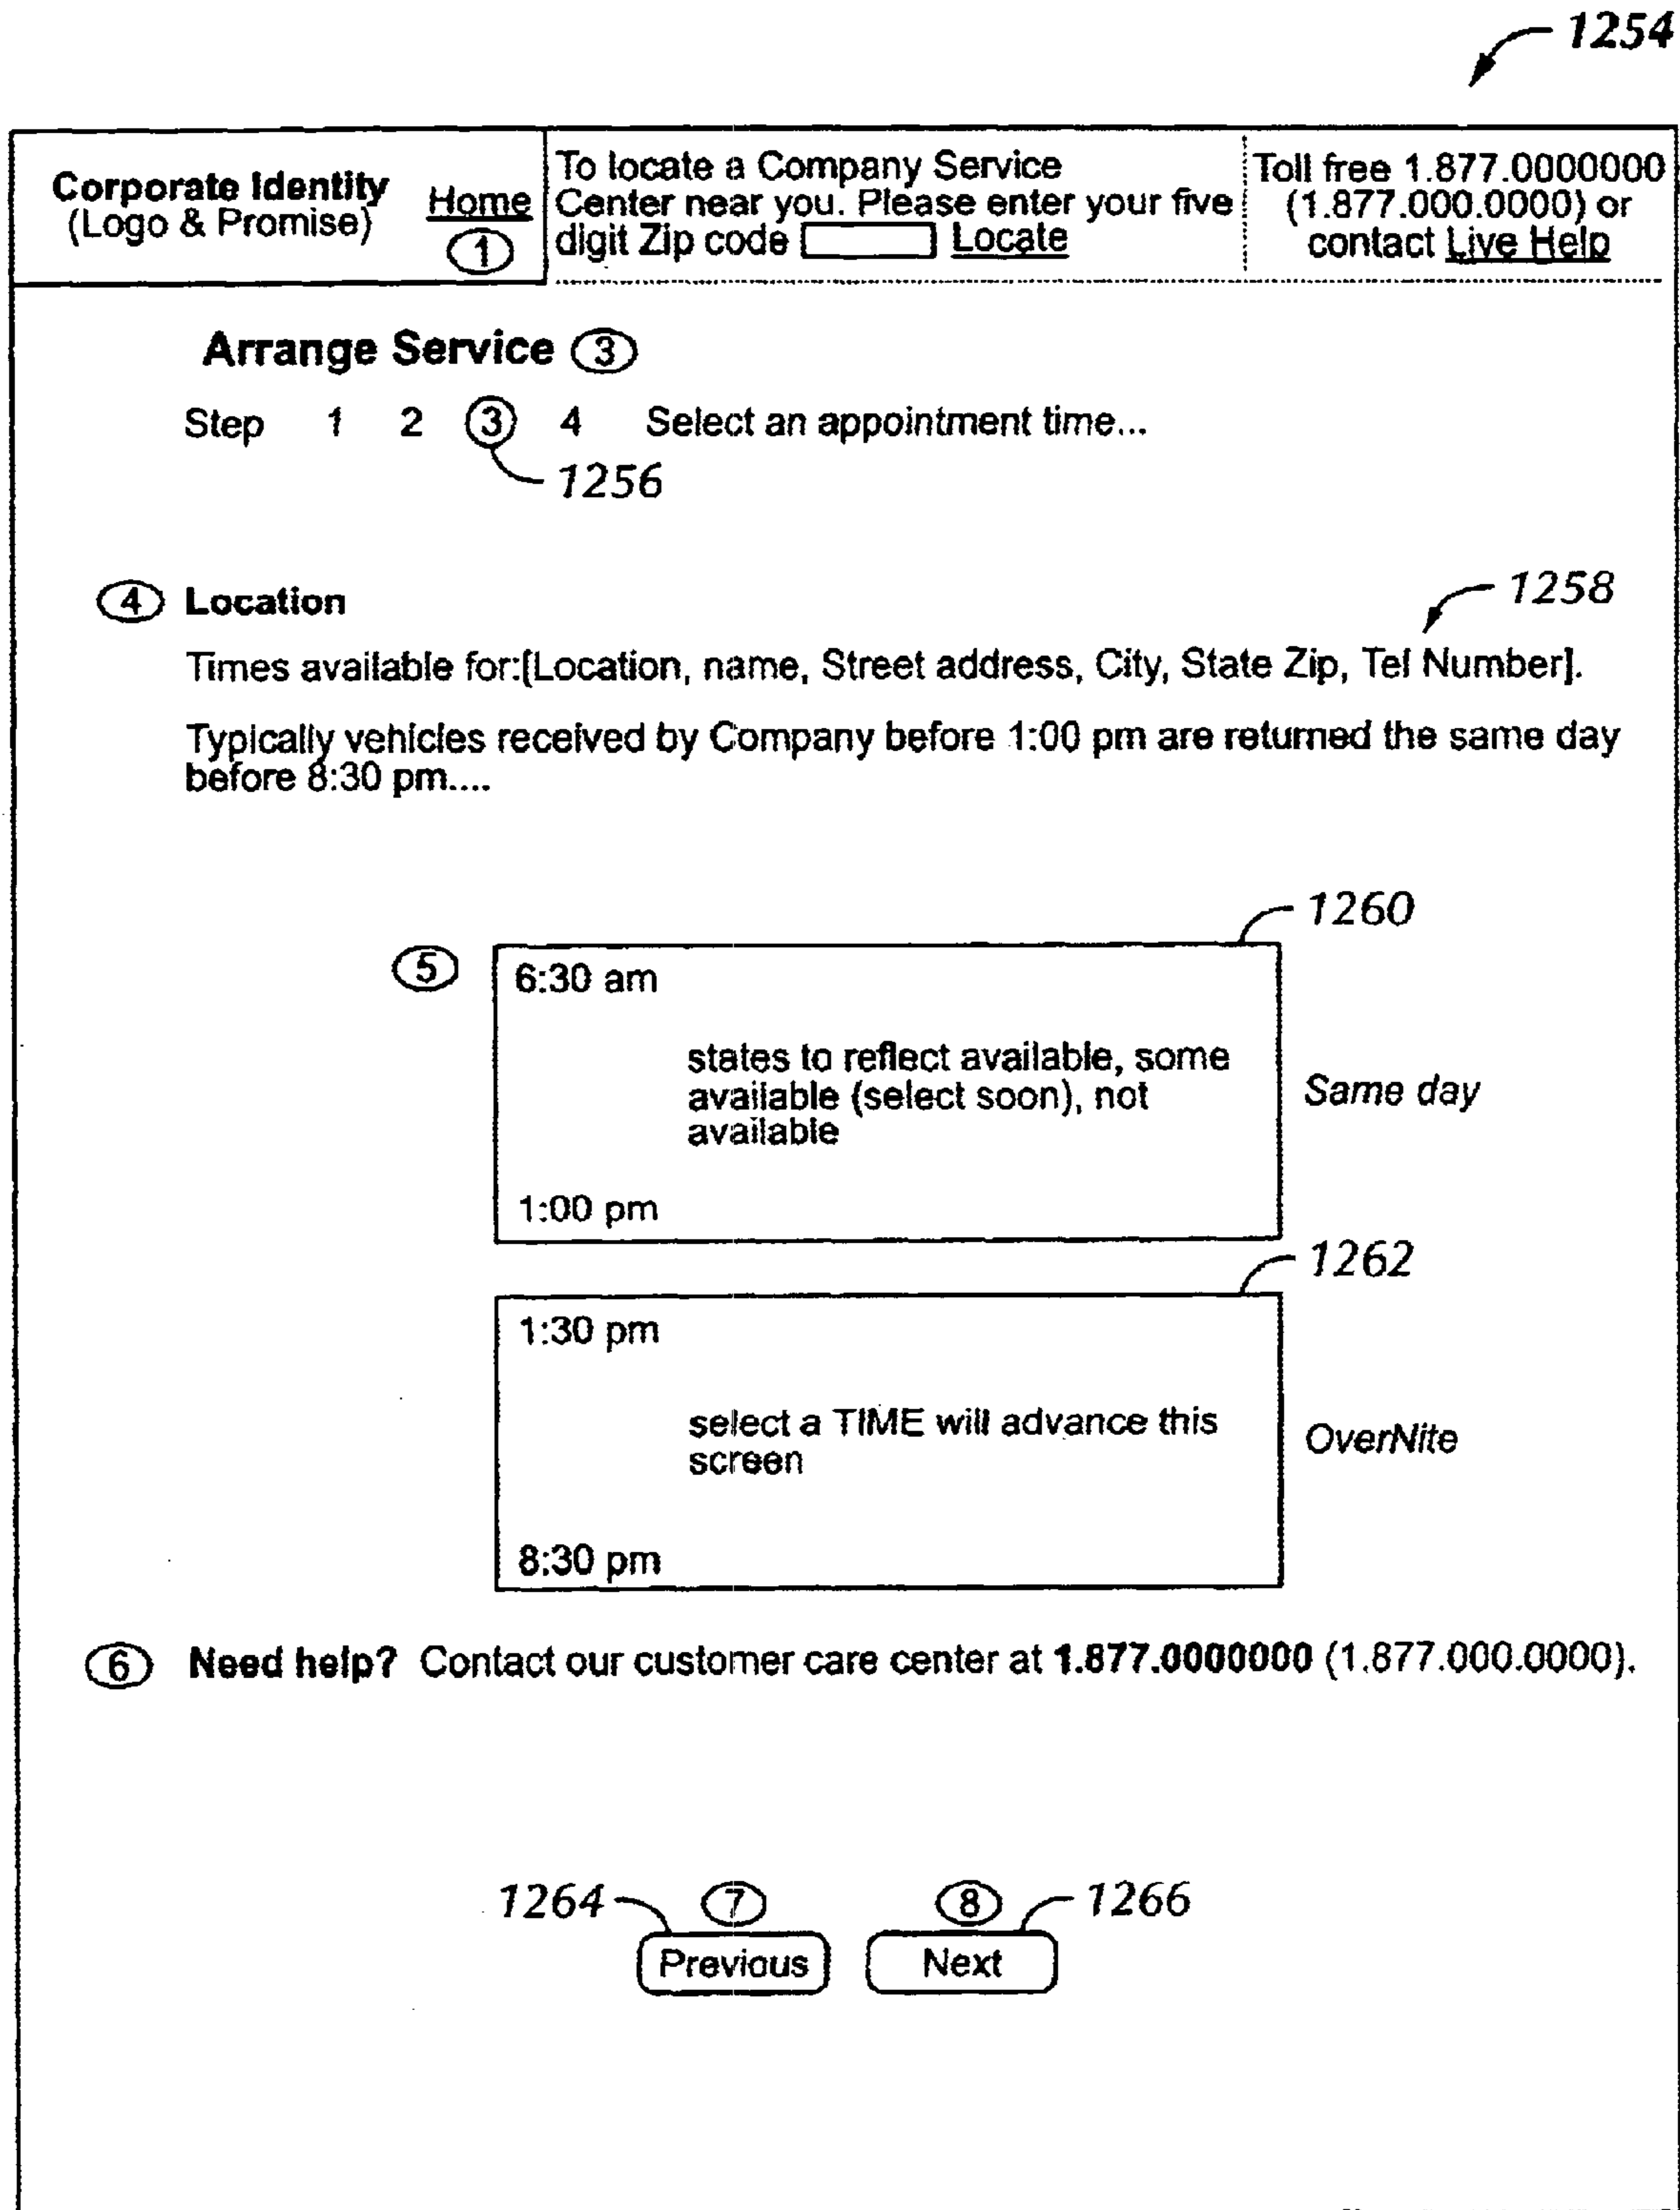 1254
Corporate Identity
(Logo & Promise)
Home
1
To locate a Company Service
Center near you. Please enter your five
digit Zip code Locate
Toll free 1.877.0000000
(1.877.000.0000) or
contact Live Help
Arrange Service 3
Step 1 2 3 4 Select an appointment time...
1256
1258
4 Location
Times available for:[Location, name, Street address, City, State Zip, Tel Number].
Typically vehicles received by Company before 1:00 pm are returned the same day
before 8:30 pm....
1260
5
6:30 am
states to reflect available, some
available (select soon), not
available
1:00 pm
Same day
1262
1:30 pm
select a TIME will advance this
screen
8:30 pm
OverNite
6 Need help? Contact our customer care center at 1.877.0000000 (1.877.000.0000).
1264 7 8 1266
Previous Next